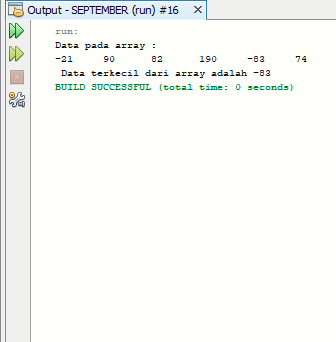 Output - SEPTEMBER (run) #16
run:
Data pada array :
-21 90 82 190 -83 74
Data terkecil dari array adalah -83
BUILD SUCCESSFUL (total time: 0 seconds)